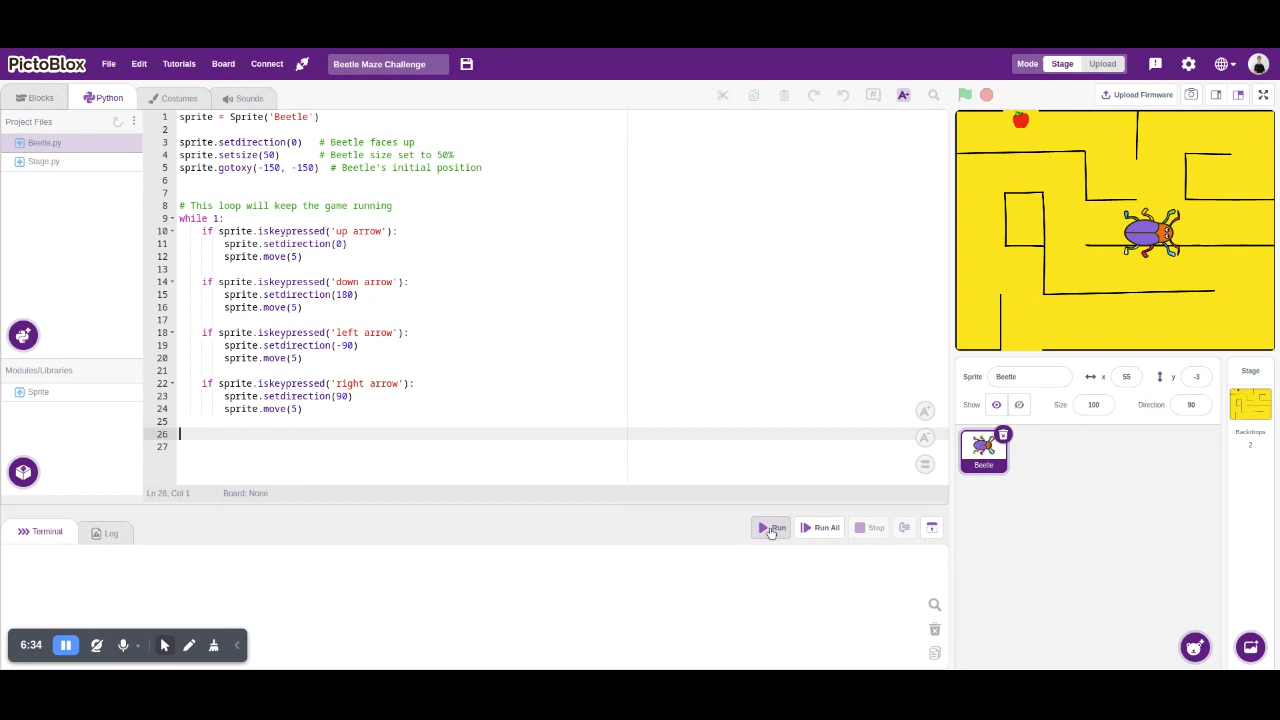 PictoBlox File Edit Tutorials Board Connect Beetle Maze Challenge Mode Stage Upload
Blocks Python Costumes Sounds Upload Firmware
Project Files
Beetle.py
Stage.py
Modules/Libraries
Sprite
1 sprite = Sprite('Beetle')
2
3 sprite.setdirection(0) # Beetle faces up
4 sprite.setsize(50) # Beetle size set to 50%
5 sprite.gotoxy(-150, -150) # Beetle's initial position
6
7
8 # This loop will keep the game running
9 while 1:
10 if sprite.iskeypressed('up arrow'):
11 sprite.setdirection(0)
12 sprite.move(5)
13
14 if sprite.iskeypressed('down arrow'):
15 sprite.setdirection(180)
16 sprite.move(5)
17
18 if sprite.iskeypressed('left arrow'):
19 sprite.setdirection(-90)
20 sprite.move(5)
21
22 if sprite.iskeypressed('right arrow'):
23 sprite.setdirection(90)
24 sprite.move(5)
25
26
27
Ln 26, Col 1 Board: None
Terminal Log Run Run All Stop
6:34
Sprite Beetle x 55 y -3
Show Size 100 Direction 90
Beetle
Stage
Backdrops
2